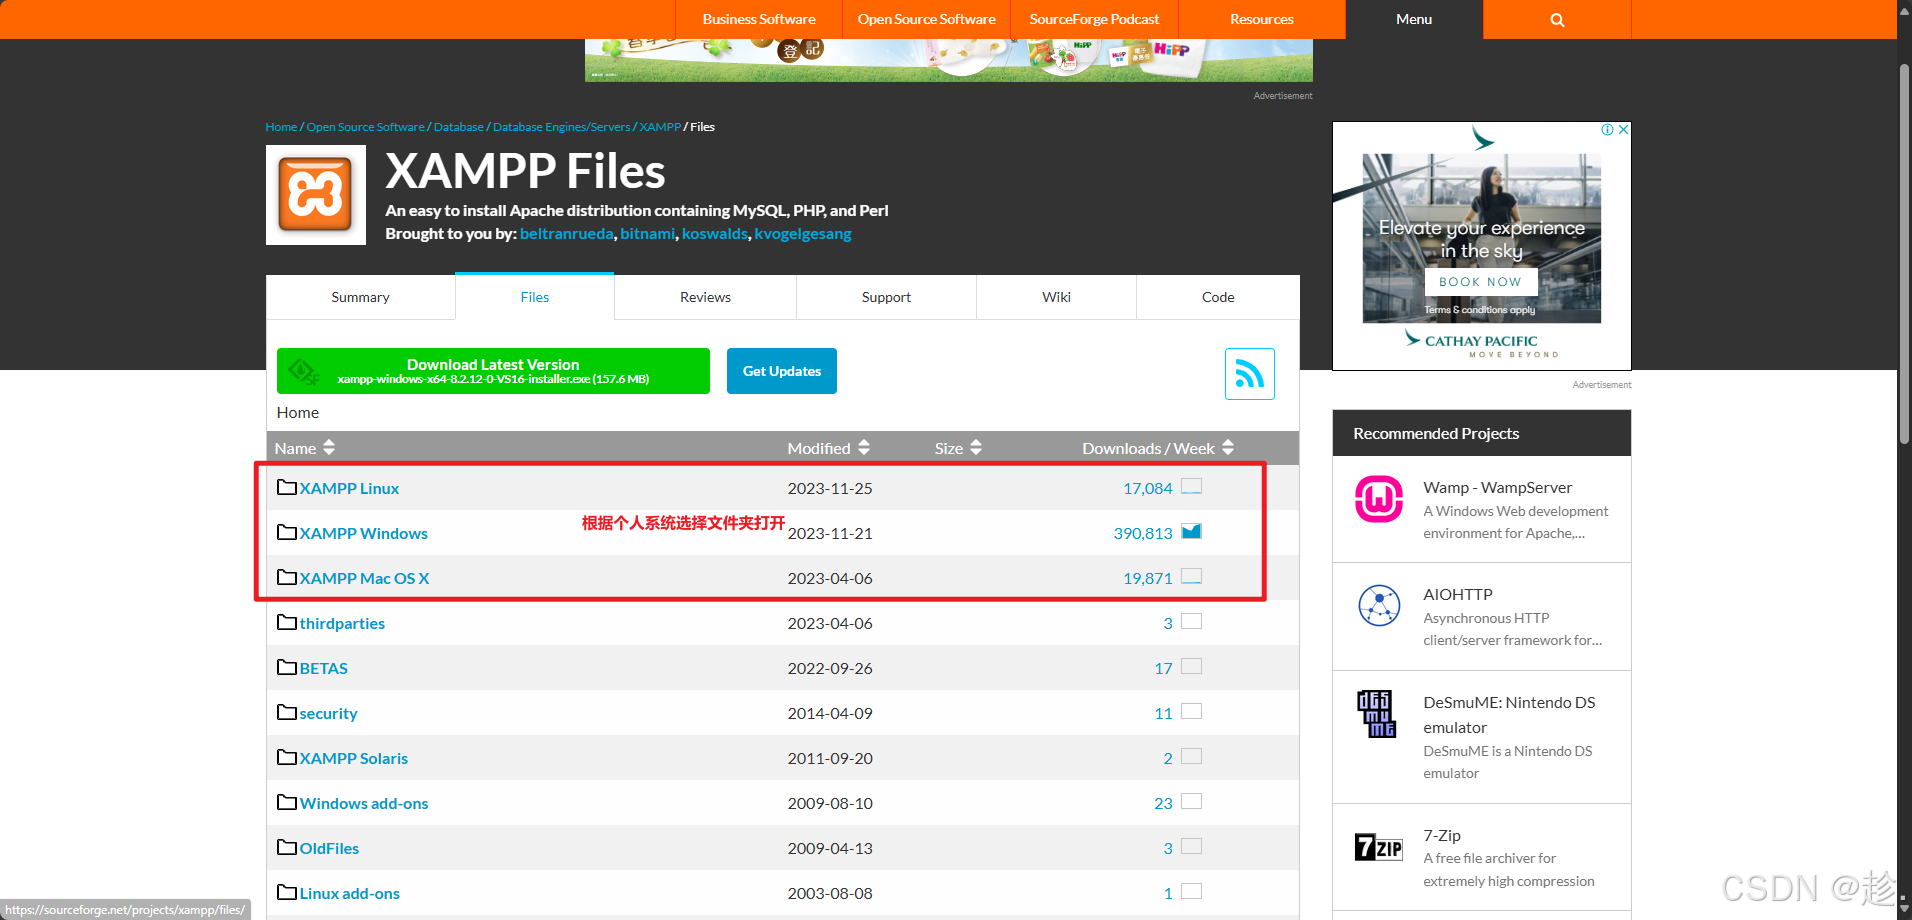 Business Software
Open Source Software
SourceForge Podcast
Resources
Menu
登記
HiPP
HiPP
HiPP
Advertisement
Home / Open Source Software / Database / Database Engines/Servers / XAMPP / Files
XAMPP Files
An easy to install Apache distribution containing MySQL, PHP, and Perl
Brought to you by: beltranrueda, bitnami, koswalds, kvogelgesang
Elevate your experience
in the sky
BOOK NOW
Terms & conditions apply
CATHAY PACIFIC
MOVE BEYOND
Advertisement
Summary
Files
Reviews
Support
Wiki
Code
Download Latest Version
xampp-windows-x64-8.2.12-0-VS16-installer.exe (157.6 MB)
SF
Get Updates
Home
Name Modified Size Downloads / Week
XAMPP Linux 2023-11-25 17,084
根据个人系统选择文件夹打开
XAMPP Windows 2023-11-21 390,813
XAMPP Mac OS X 2023-04-06 19,871
thirdparties 2023-04-06 3
BETAS 2022-09-26 17
security 2014-04-09 11
XAMPP Solaris 2011-09-20 2
Windows add-ons 2009-08-10 23
OldFiles 2009-04-13 3
Linux add-ons 2003-08-08 1
Recommended Projects
Wamp - WampServer
A Windows Web development
environment for Apache,...
AIOHTTP
Asynchronous HTTP
client/server framework for...
DeSmuME: Nintendo DS
emulator
DeSmuME is a Nintendo DS
emulator
7ZIP
7-Zip
A free file archiver for
extremely high compression
https://sourceforge.net/projects/xampp/files/
CSDN @趁